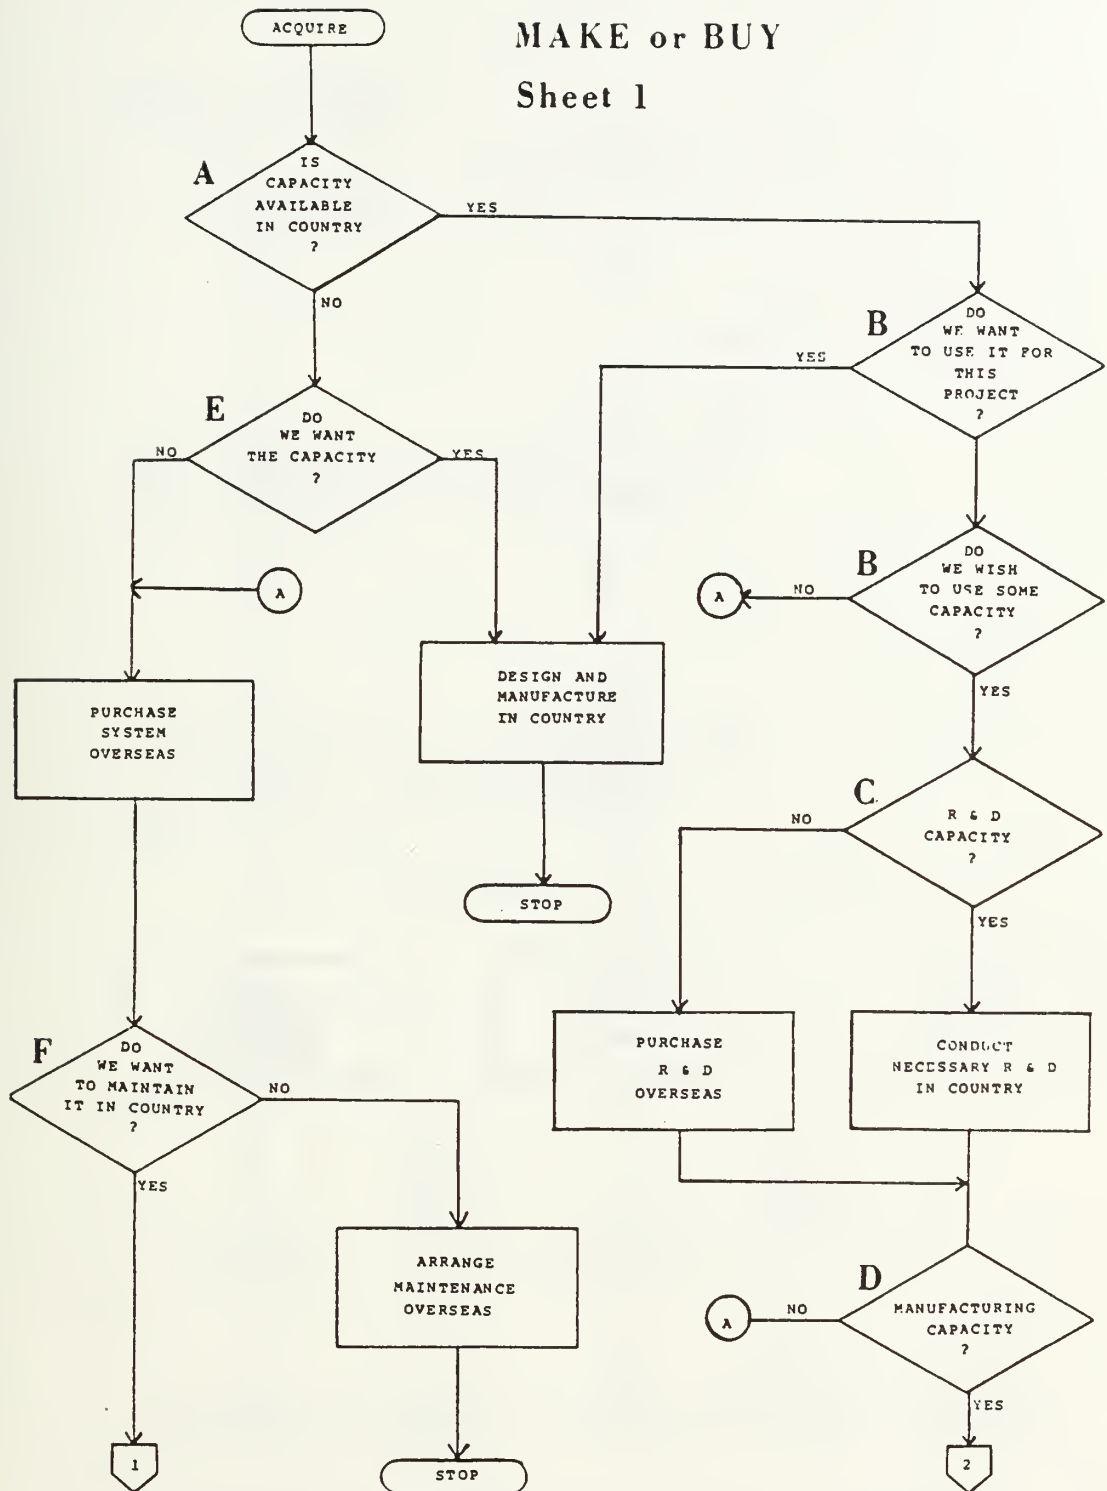 MAKE or BUY
Sheet 1
ACQUIRE
A
IS
CAPACITY
AVAILABLE
IN COUNTRY
?
YES
NO
B
DO
WE WANT
TO USE IT FOR
THIS
PROJECT
?
YES
E
DO
WE WANT
THE CAPACITY
?
NO
YES
A
B
DO
WE WISH
TO USE SOME
CAPACITY
?
NO
A
YES
PURCHASE
SYSTEM
OVERSEAS
DESIGN AND
MANUFACTURE
IN COUNTRY
STOP
C
R & D
CAPACITY
?
NO
YES
PURCHASE
R & D
OVERSEAS
CONDUCT
NECESSARY R & D
IN COUNTRY
F
DO
WE WANT
TO MAINTAIN
IT IN COUNTRY
?
NO
YES
ARRANGE
MAINTENANCE
OVERSEAS
STOP
D
MANUFACTURING
CAPACITY
?
NO
A
YES
1
2